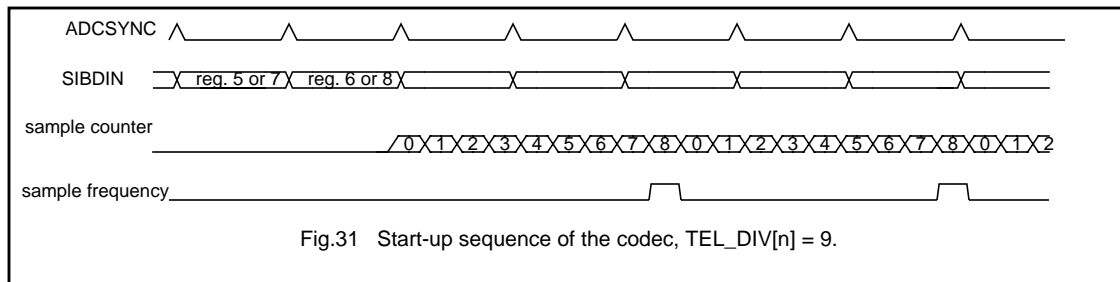 ADCSYNC
SIBDIN reg. 5 or 7 reg. 6 or 8
sample counter
0 1 2 3 4 5 6 7 8 0 1 2 3 4 5 6 7 8 0 1 2
sample frequency
Fig.31 Start-up sequence of the codec, TEL_DIV[n] = 9.